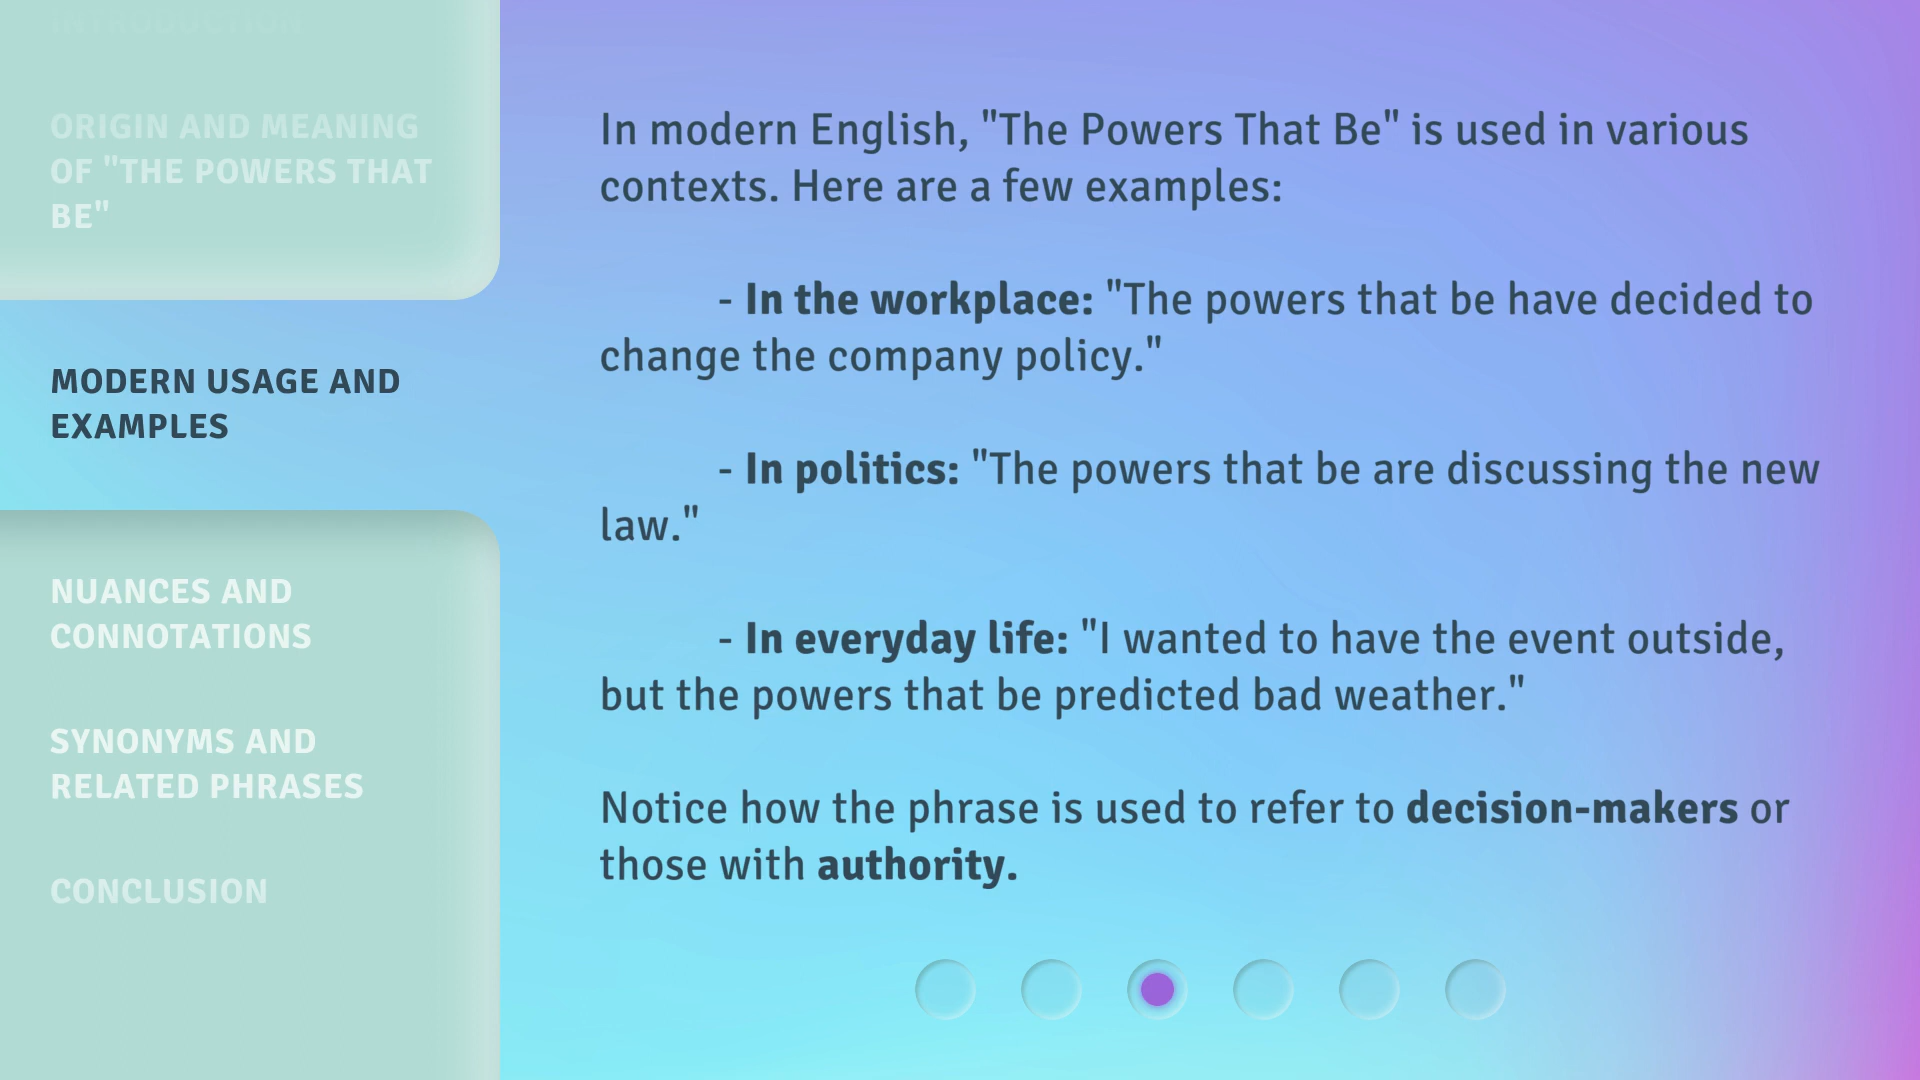 INTRODUCTION
ORIGIN AND MEANING
OF "THE POWERS THAT
BE"
MODERN USAGE AND
EXAMPLES
NUANCES AND
CONNOTATIONS
SYNONYMS AND
RELATED PHRASES
CONCLUSION
In modern English, "The Powers That Be" is used in various
contexts. Here are a few examples:
- In the workplace: "The powers that be have decided to
change the company policy."
- In politics: "The powers that be are discussing the new
law."
- In everyday life: "I wanted to have the event outside,
but the powers that be predicted bad weather."
Notice how the phrase is used to refer to decision-makers or
those with authority.